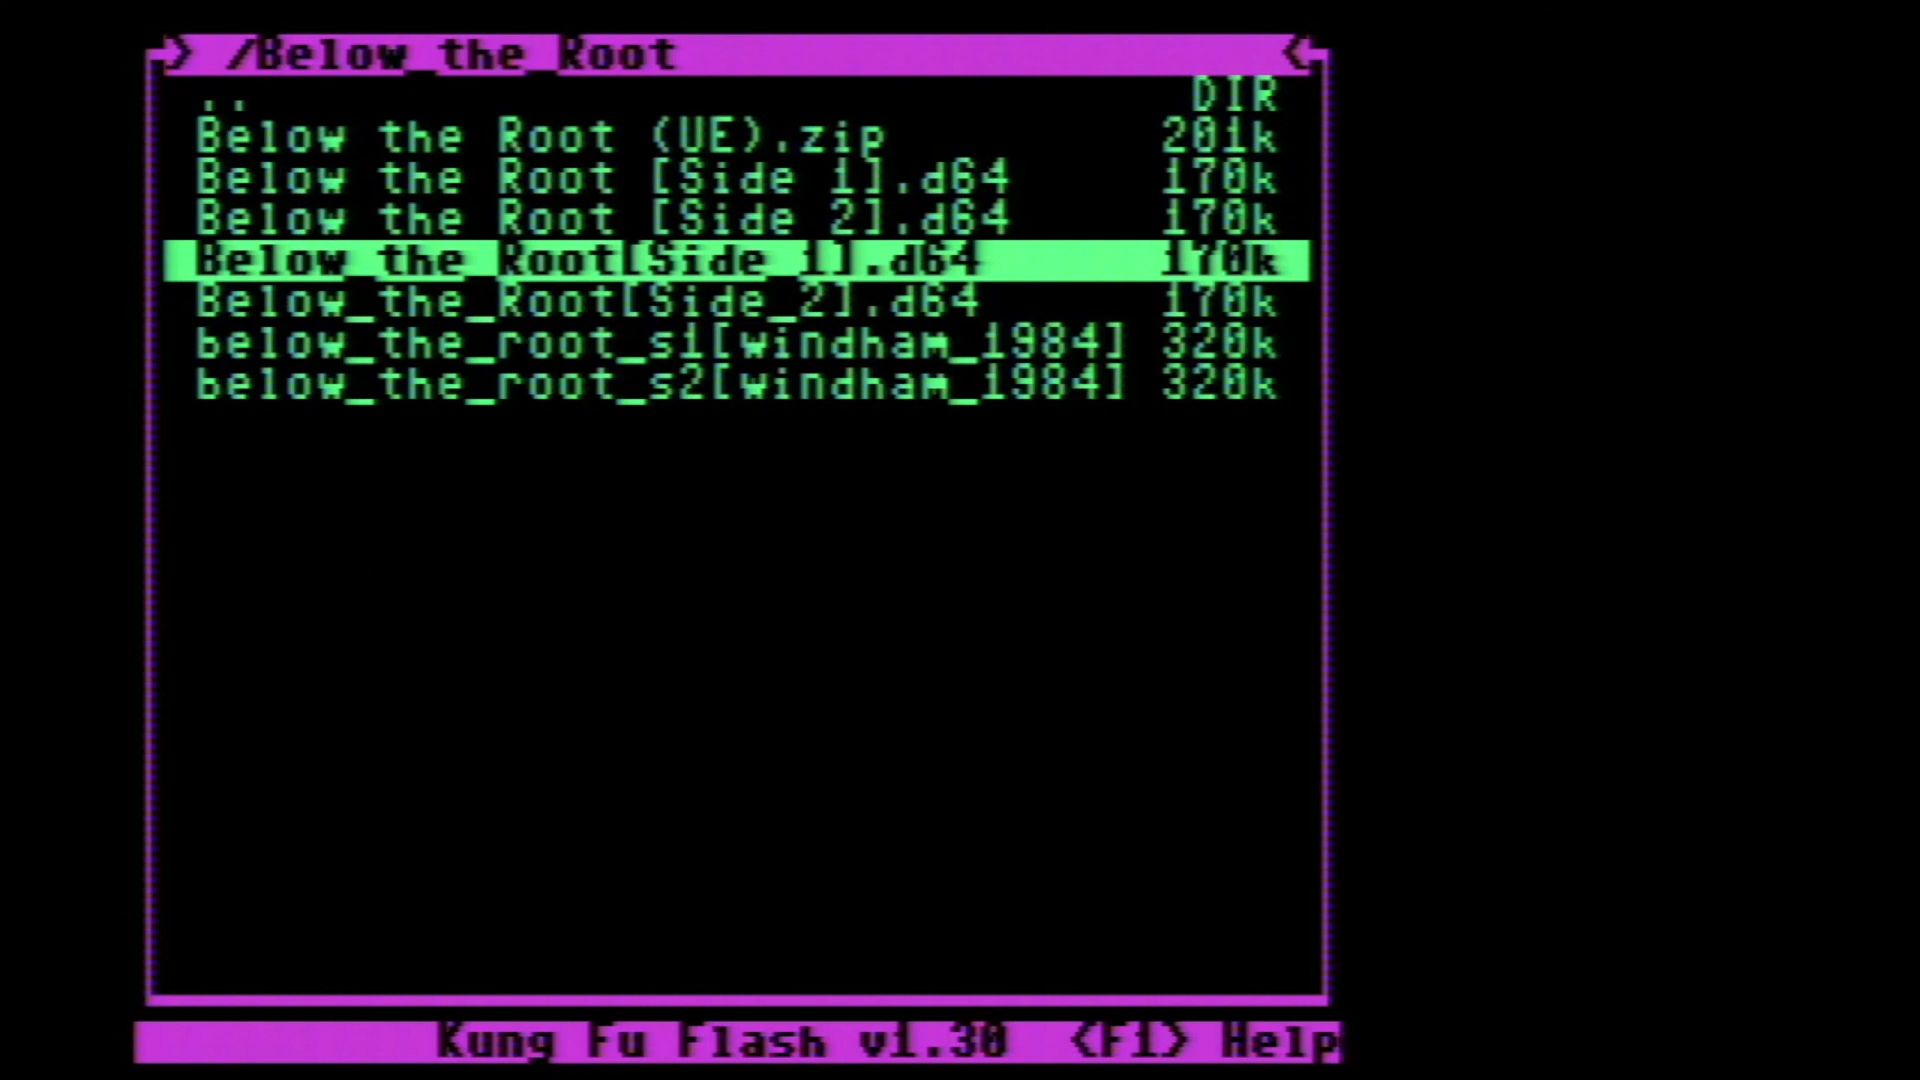 > /Below_the_Root <
.. DIR
Below the Root (UE).zip 201k
Below the Root [Side 1].d64 170k
Below the Root [Side 2].d64 170k
Below_the_Root[Side_1].d64 170k
Below_the_Root[Side_2].d64 170k
below_the_root_s1[windham_1984] 320k
below_the_root_s2[windham_1984] 320k
Kung Fu Flash v1.30 <F1> Help